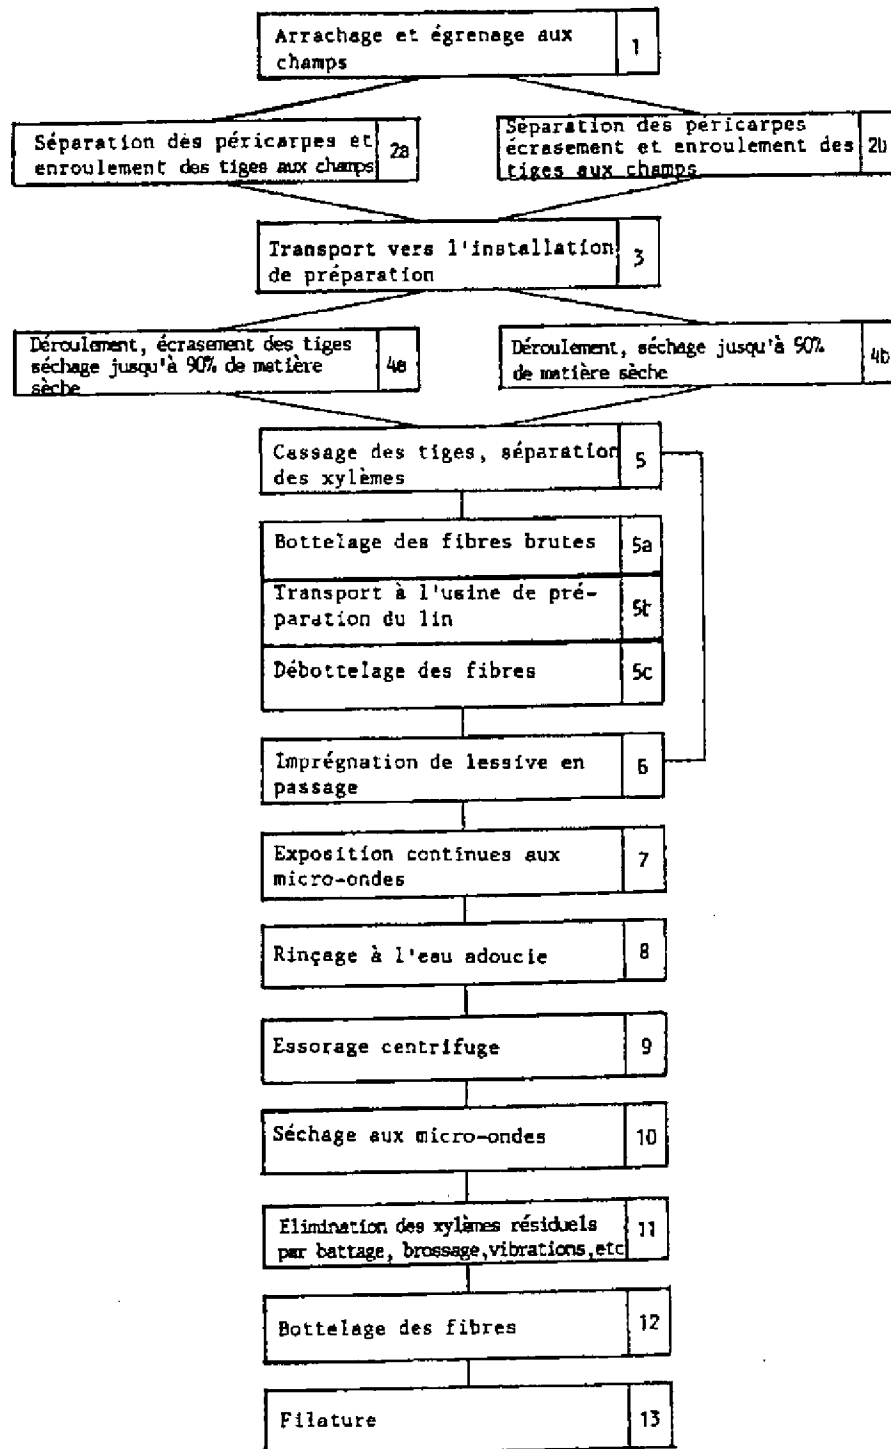 Arrachage et égrenage aux
champs
1
Séparation des péricarpes et
enroulement des tiges aux champs
2a
Séparation des péricarpes
écrasement et enroulement des
tiges aux champs
2b
Transport vers l'installation
de préparation
3
Déroulement, écrasement des tiges
séchage jusqu'à 90% de matière
sèche
4a
Déroulement, séchage jusqu'à 90%
de matière sèche
4b
Cassage des tiges, séparation
des xylèmes
5
Bottelage des fibres brutes
5a
Transport à l'usine de pré-
paration du lin
5b
Débottelage des fibres
5c
Imprégnation de lessive en
passage
6
Exposition continues aux
micro-ondes
7
Rinçage à l'eau adoucie
8
Essorage centrifuge
9
Séchage aux micro-ondes
10
Elimination des xylèmes résiduels
par battage, brossage,vibrations,etc
11
Bottelage des fibres
12
Filature
13